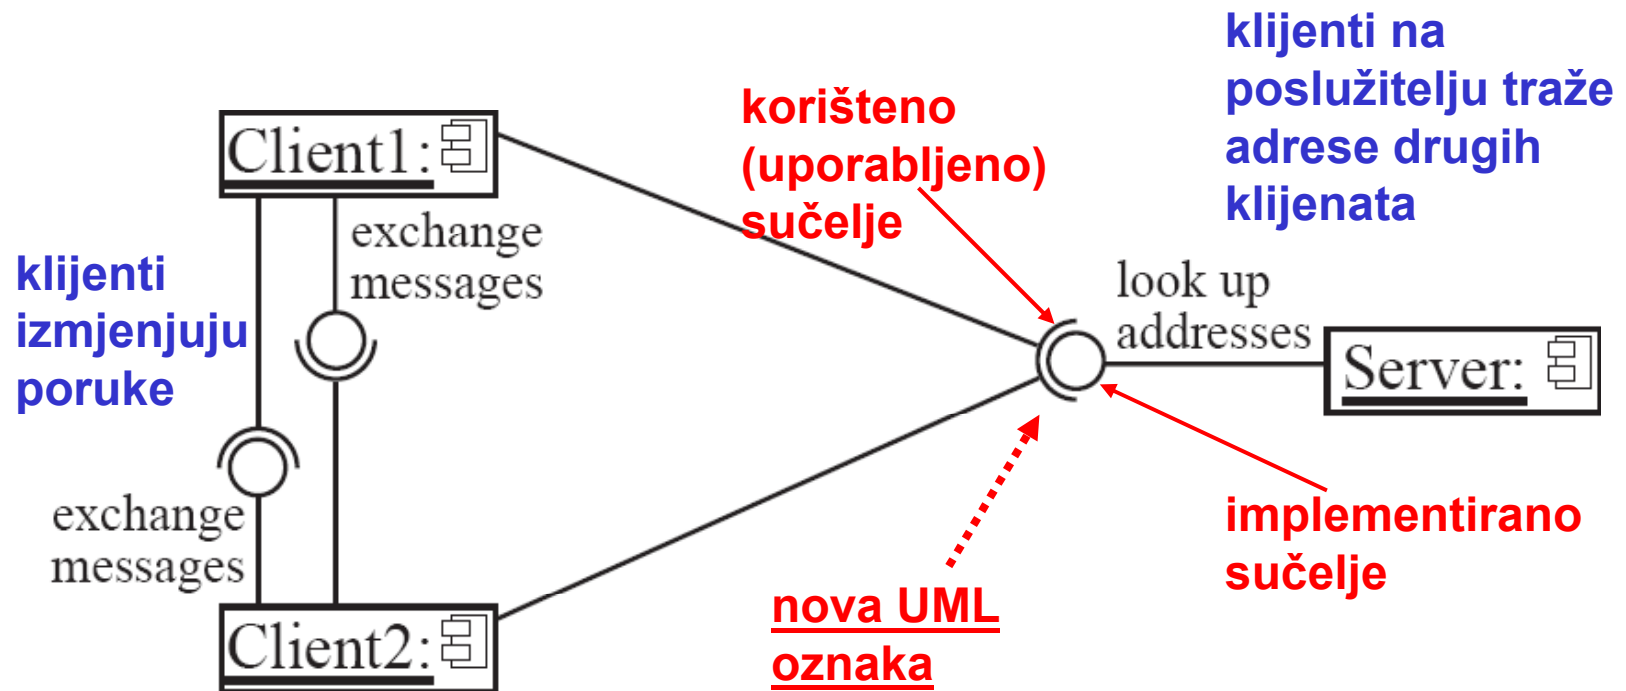 klijenti na
poslužitelju traže
adrese drugih
klijenata
korišteno
(uporabljeno)
sučelje
Client1:
exchange
messages
klijenti
izmjenjuju
poruke
look up
addresses
Server:
exchange
messages
implementirano
sučelje
nova UML
oznaka
Client2: